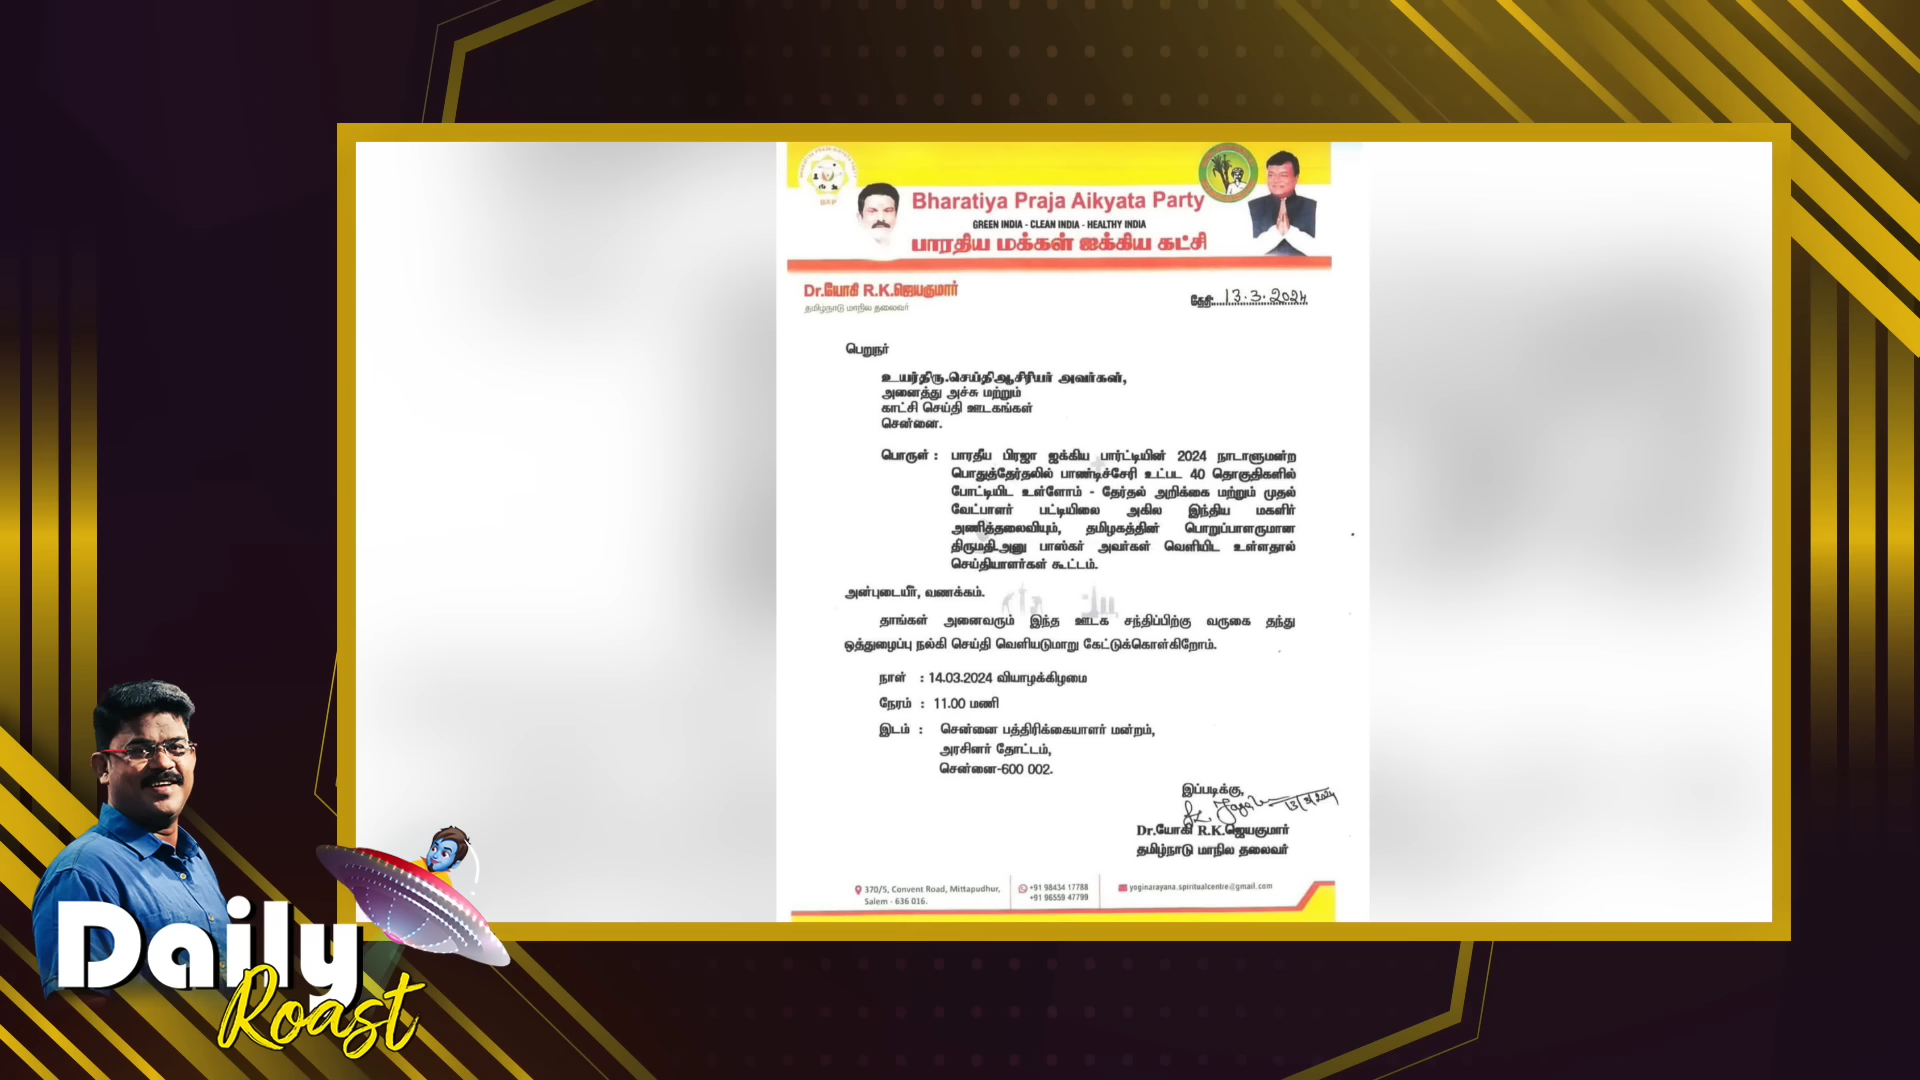 Bharatiya Praja Aikyata Party
GREEN INDIA - CLEAN INDIA - HEALTHY INDIA
பாரதிய மக்கள் ஐக்கிய கட்சி
Dr.யோகி R.K.ஜெயகுமார்
தமிழ்நாடு மாநில தலைவர்
தேதி:13.3.2024
பெறுநர்
உயர்திரு.செய்திஆசிரியர் அவர்கள்,
அனைத்து அச்சு மற்றும்
காட்சி செய்தி ஊடகங்கள்
சென்னை.
பொருள் : பாரதீய பிரஜா ஐக்கிய பார்ட்டியின் 2024 நாடாளுமன்ற
பொதுத்தேர்தலில் பாண்டிச்சேரி உட்பட 40 தொகுதிகளில்
போட்டியிட உள்ளோம் - தேர்தல் அறிக்கை மற்றும் முதல்
வேட்பாளர் பட்டியிலை அகில இந்திய மகளிர்
அணித்தலைவியும், தமிழகத்தின் பொறுப்பாளருமான
திருமதி.அனு பாஸ்கர் அவர்கள் வெளியிட உள்ளதால்
செய்தியாளர்கள் கூட்டம்.
அன்புடையீர், வணக்கம்.
தாங்கள் அனைவரும் இந்த ஊடக சந்திப்பிற்கு வருகை தந்து
ஒத்துழைப்பு நல்கி செய்தி வெளியடுமாறு கேட்டுக்கொள்கிறோம்.
நாள் : 14.03.2024 வியாழக்கிழமை
நேரம் : 11.00 மணி
இடம் : சென்னை பத்திரிக்கையாளர் மன்றம்,
அரசினர் தோட்டம்,
சென்னை-600 002.
இப்படிக்கு,
13/3/2024
Dr.யோகி R.K.ஜெயகுமார்
தமிழ்நாடு மாநில தலைவர்
370/5, Convent Road, Mittapudhur,
Salem - 636 016.
+91 98434 17788
+91 96559 47799
yoginarayana.spiritualcentre@gmail.com
Daily
Roast